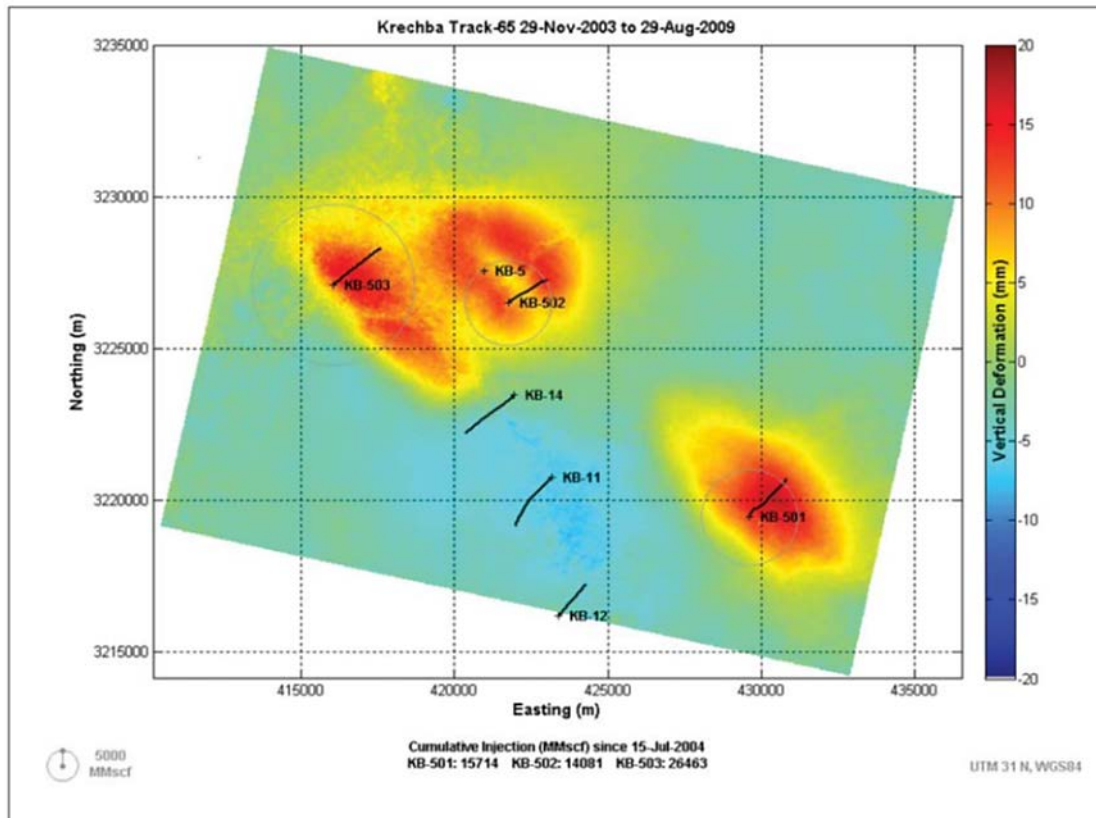 Krechba Track-65 29-Nov-2003 to 29-Aug-2009
3235000
3230000
3225000
3220000
3215000
Northing (m)
KB-503
KB-5
KB-502
KB-14
KB-11
KB-501
KB-12
415000 420000 425000 430000 435000
Easting (m)
20
15
10
5
0
-5
-10
-15
-20
Vertical Deformation (mm)
5000
MMscf
Cumulative Injection (MMscf) since 15-Jul-2004
KB-501: 15714 KB-502: 14081 KB-503: 26463
UTM 31 N, WGS84